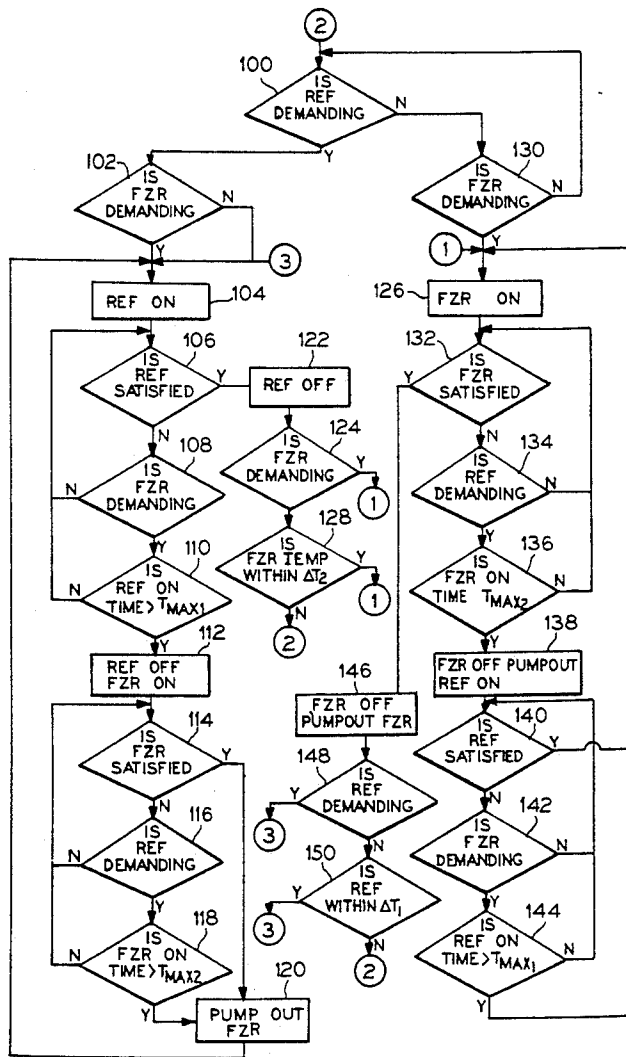 2
100
IS
REF
DEMANDING
N
Y
102
IS
FZR
DEMANDING
N
Y
130
IS
FZR
DEMANDING
N
Y
3
1
REF ON
104
126
FZR ON
106
IS
REF
SATISFIED
Y
N
122
REF OFF
132
IS
FZR
SATISFIED
Y
N
108
IS
FZR
DEMANDING
N
Y
124
IS
FZR
DEMANDING
Y
1
134
IS
REF
DEMANDING
N
Y
110
IS
REF ON
TIME>TMAX1
N
Y
128
IS
FZR TEMP
WITHIN ΔT2
Y
1
N
2
136
IS
FZR ON
TIME TMAX2
N
Y
112
REF OFF
FZR ON
138
FZR OFF PUMPOUT
REF ON
114
IS
FZR
SATISFIED
Y
N
146
FZR OFF
PUMPOUT FZR
140
IS
REF
SATISFIED
Y
N
116
IS
REF
DEMANDING
N
Y
148
IS
REF
DEMANDING
Y
3
N
142
IS
FZR
DEMANDING
N
Y
118
IS
FZR ON
TIME>TMAX2
N
Y
150
IS
REF
WITHIN ΔT1
Y
3
N
2
144
IS
REF ON
TIME>TMAX1
N
Y
120
PUMP OUT
FZR